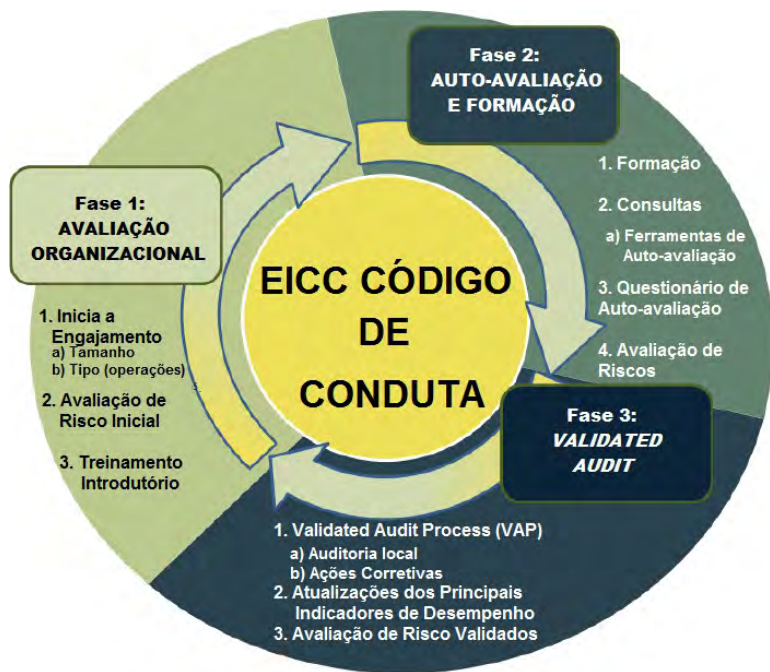 Fase 1:
AVALIAÇÃO
ORGANIZACIONAL
1. Inicia a
Engajamento
a) Tamanho
b) Tipo (operações)
2. Avaliação de
Risco Inicial
3. Treinamento
Introdutório
Fase 2:
AUTO-AVALIAÇÃO
E FORMAÇÃO
1. Formação
2. Consultas
a) Ferramentas de
Auto-avaliação
3. Questionário de
Auto-avaliação
4. Avaliação de
Riscos
EICC CÓDIGO
DE
CONDUTA
Fase 3:
VALIDATED
AUDIT
1. Validated Audit Process (VAP)
a) Auditoria local
b) Ações Corretivas
2. Atualizações dos Principais
Indicadores de Desempenho
3. Avaliação de Risco Validados